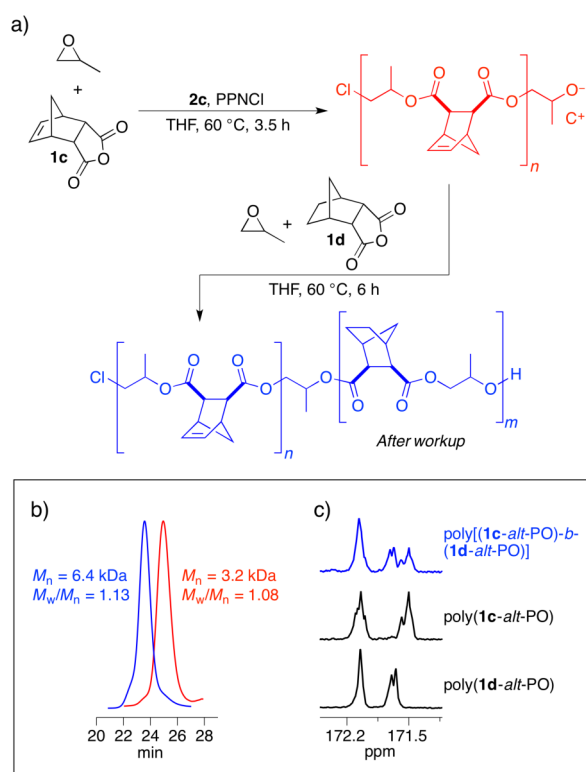 a)
+
1c
O
O
O
O
2c, PPNCl
THF, 60 °C, 3.5 h
Cl
O
O
O
O
O⁻
C⁺
n
O
+
1d
O
O
O
THF, 60 °C, 6 h
Cl
O
O
O
O
n
O
O
O
O
O
H
m
After workup
b)
Mn = 6.4 kDa
Mw/Mn = 1.13
Mn = 3.2 kDa
Mw/Mn = 1.08
20 22 24 26 28
min
c)
poly[(1c-alt-PO)-b-
(1d-alt-PO)]
poly(1c-alt-PO)
poly(1d-alt-PO)
172.2 171.5
ppm